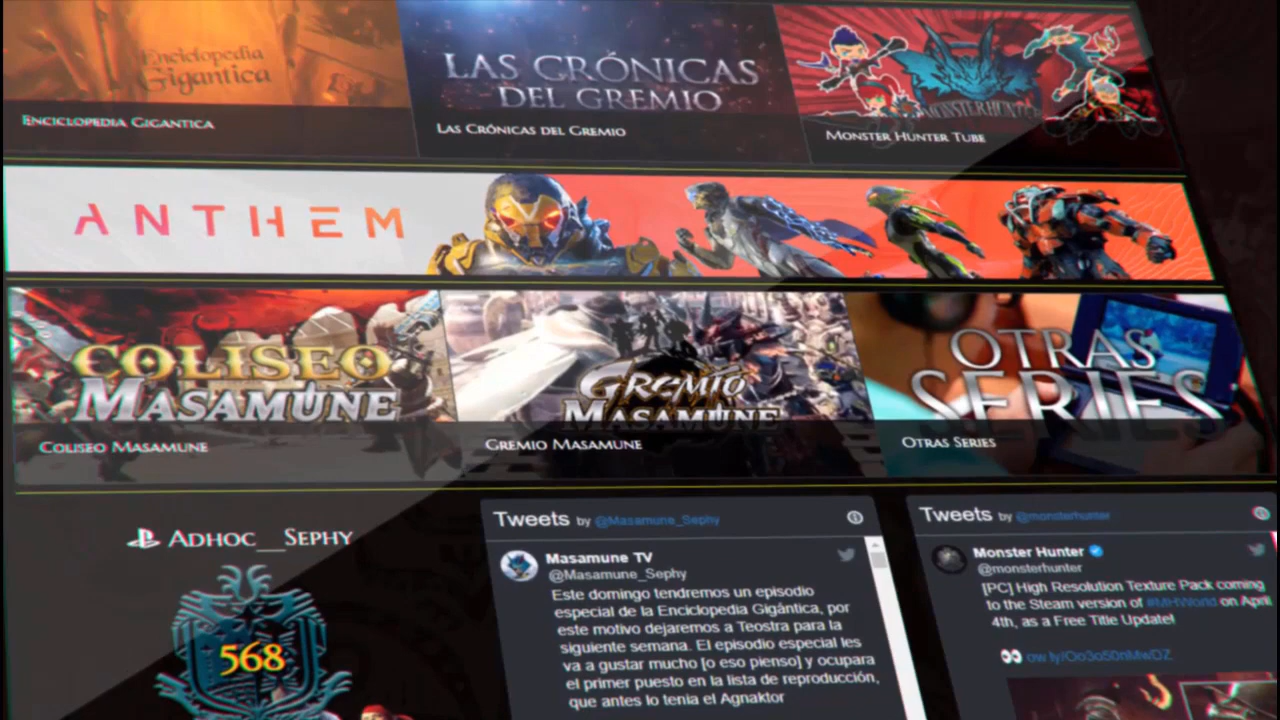 Enciclopedia
Gigantica
LAS CRÓNICAS
DEL GREMIO
MONSTER HUNTER
Enciclopedia Gigantica
Las Crónicas del Gremio
Monster Hunter Tube
ANTHEM
COLISEO
MASAMUNE
GREMIO
MASAMUNE
OTRAS
SERIES
Coliseo Masamune
Gremio Masamune
Otras Series
Adhoc__Sephy
568
Tweets by @Masamune_Sephy
Masamune TV
@Masamune_Sephy
Este domingo tendremos un episodio
especial de la Enciclopedia Gigántica, por
este motivo dejaremos a Teostra para la
siguiente semana. El episodio especial les
va a gustar mucho [o eso pienso] y ocupara
el primer puesto en la lista de reproducción,
que antes lo tenia el Agnaktor
Tweets by @monsterhunter
Monster Hunter
@monsterhunter
[PC] High Resolution Texture Pack coming
to the Steam version of #MHWorld on April
4th, as a Free Title Update!